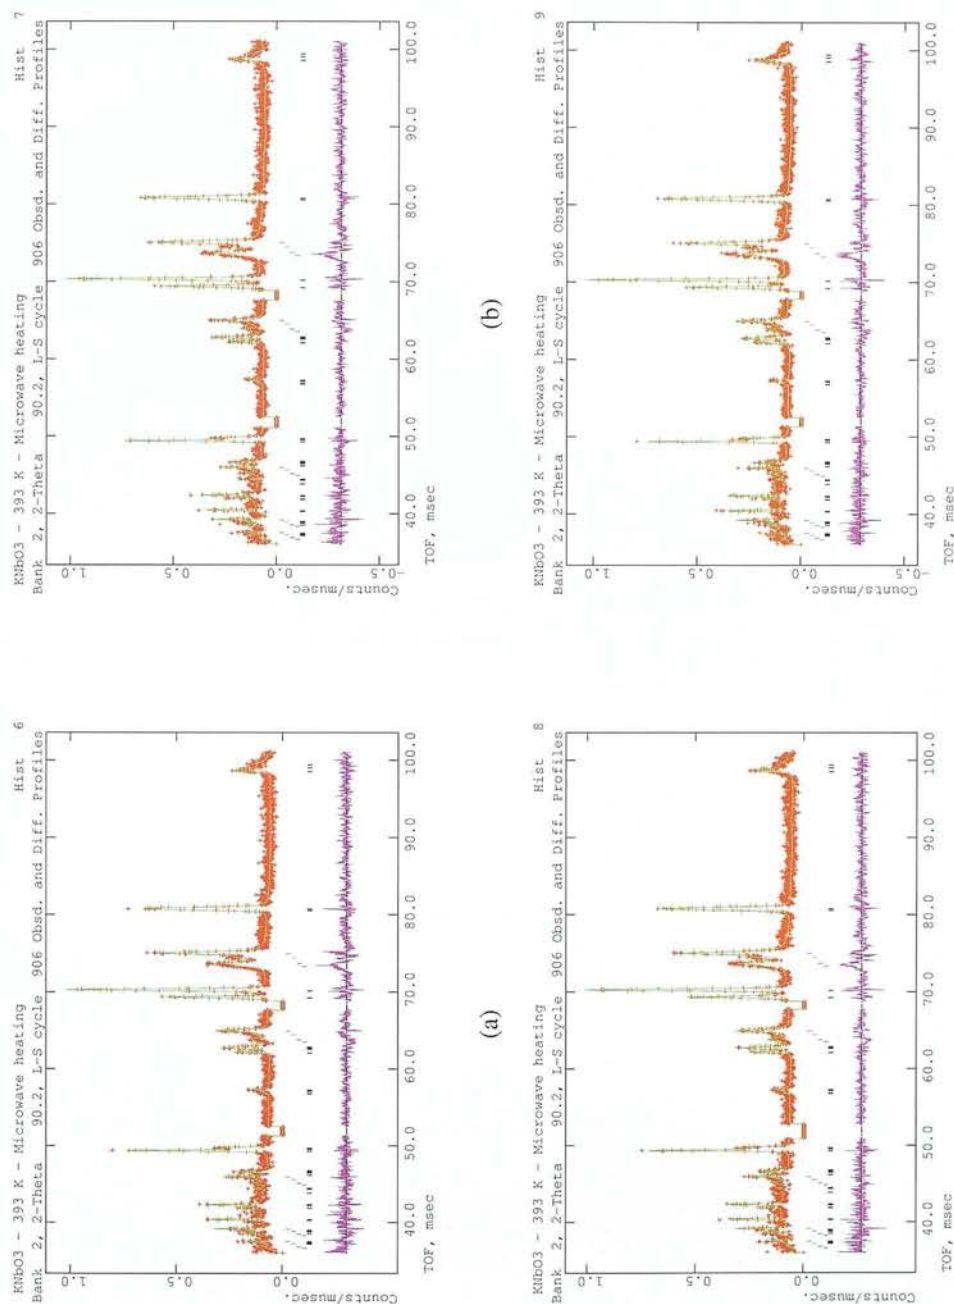 KNbO3 - 393 K - Microwave heating Hist 6
Bank 2, 2-Theta 90.2, L-S cycle 906 Obsd. and Diff. Profiles
Counts/musec.
1.0
0.5
0.0
40.0 50.0 60.0 70.0 80.0 90.0 100.0
TOF, msec
(a)
KNbO3 - 393 K - Microwave heating Hist 7
Bank 2, 2-Theta 90.2, L-S cycle 906 Obsd. and Diff. Profiles
Counts/musec.
1.0
0.5
0.0
-0.5
40.0 50.0 60.0 70.0 80.0 90.0 100.0
TOF, msec
(b)
KNbO3 - 393 K - Microwave heating Hist 8
Bank 2, 2-Theta 90.2, L-S cycle 906 Obsd. and Diff. Profiles
Counts/musec.
1.0
0.5
0.0
40.0 50.0 60.0 70.0 80.0 90.0 100.0
TOF, msec
KNbO3 - 393 K - Microwave heating Hist 9
Bank 2, 2-Theta 90.2, L-S cycle 906 Obsd. and Diff. Profiles
Counts/musec.
1.0
0.5
0.0
-0.5
40.0 50.0 60.0 70.0 80.0 90.0 100.0
TOF, msec